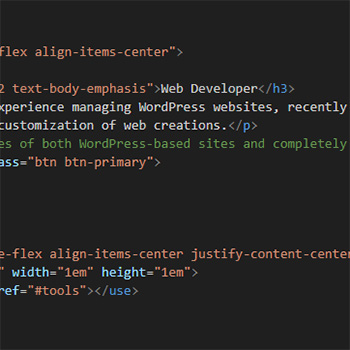 flex align-items-center">
2 text-body-emphasis">Web Developer</h3>
xperience managing WordPress websites, recently
customization of web creations.</p>
es of both WordPress-based sites and completely
ass="btn btn-primary">
e-flex align-items-center justify-content-center
" width="1em" height="1em">
ref="#tools"></use>